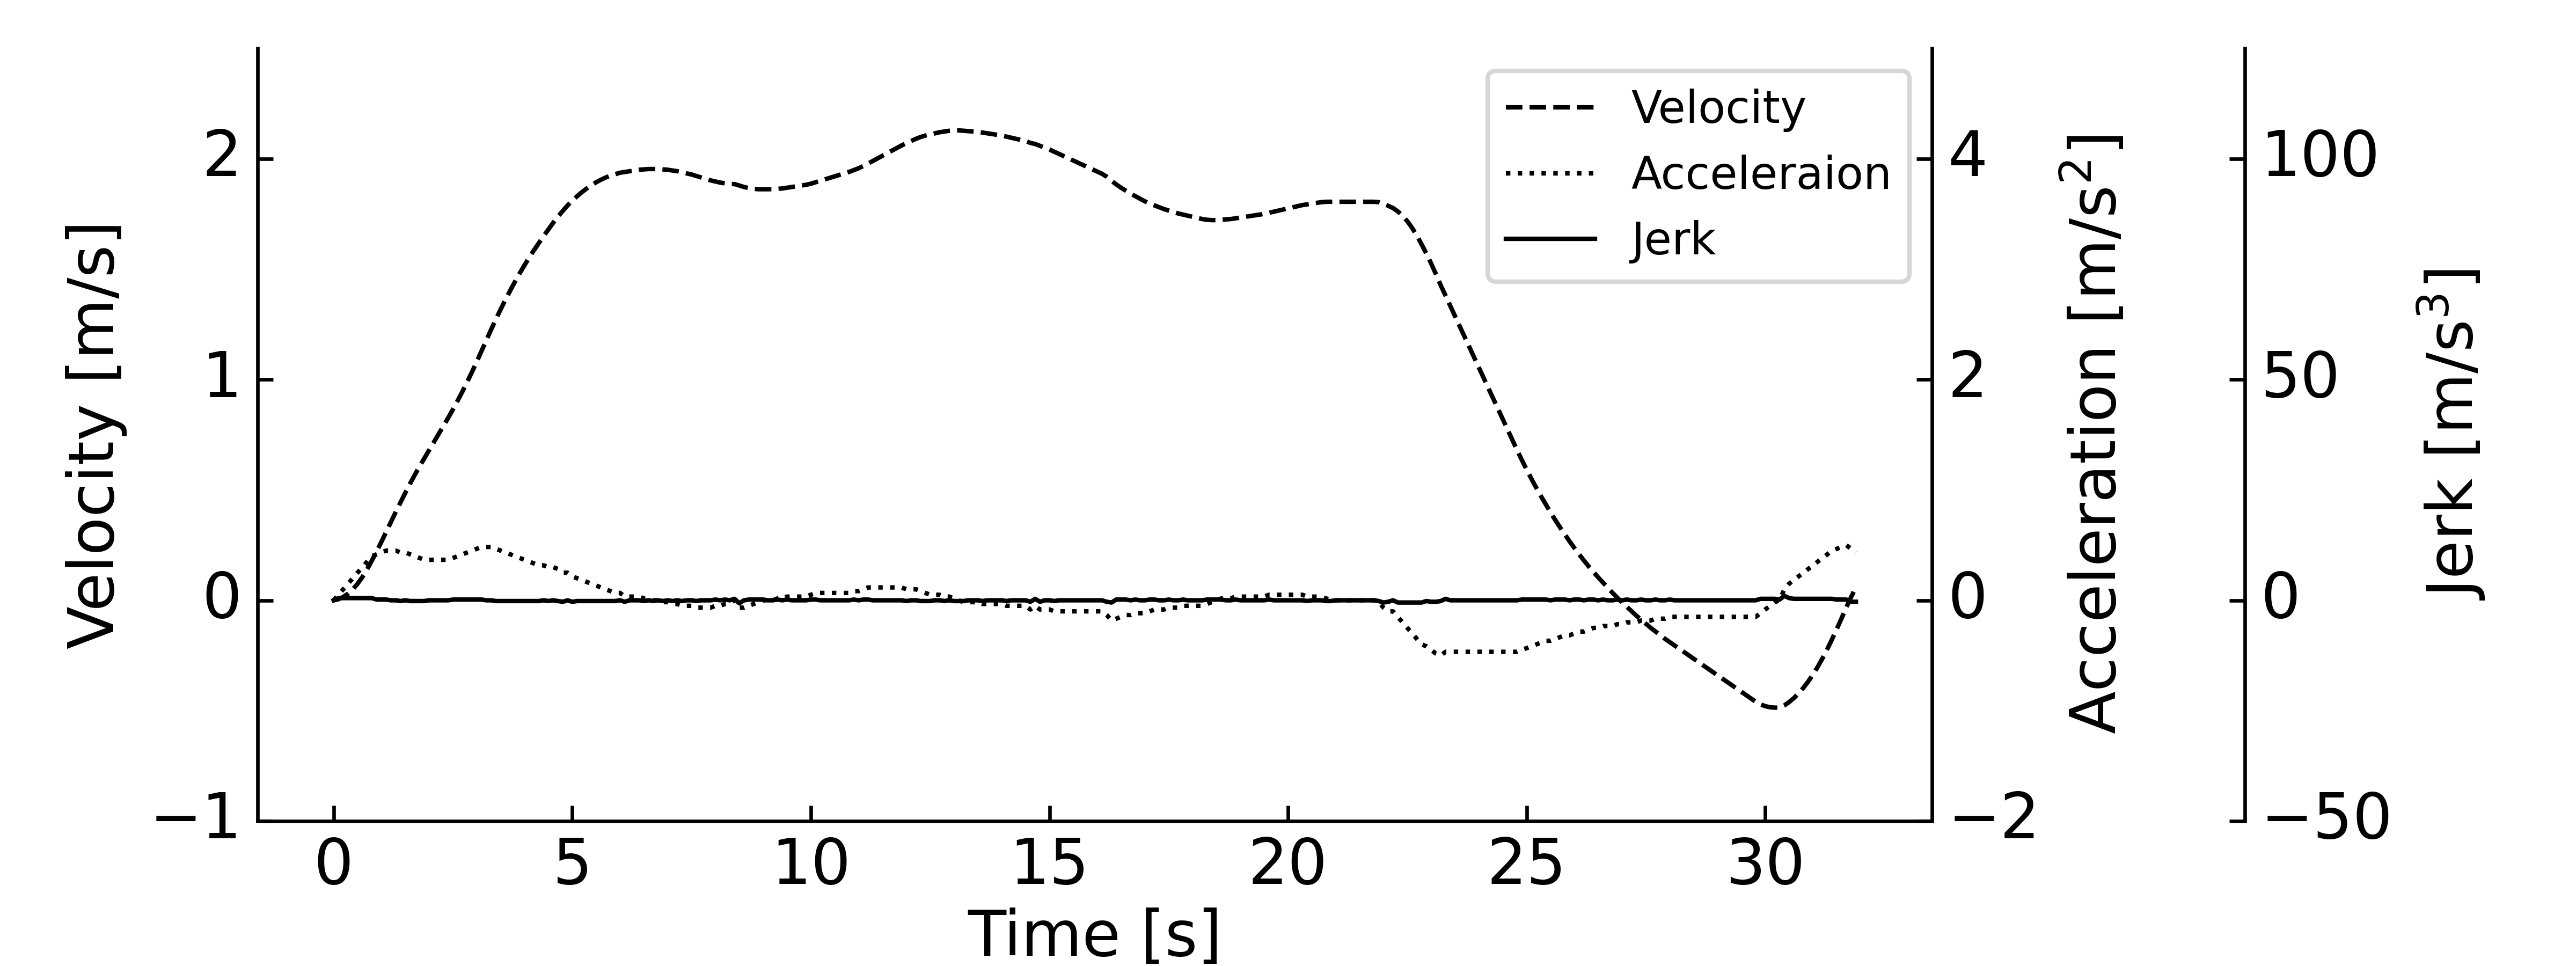 Velocity [m/s]
2
1
0
−1
0 5 10 15 20 25 30
Time [s]
Velocity
Acceleraion
Jerk
4
2
0
−2
Acceleration [m/s²]
100
50
0
−50
Jerk [m/s³]